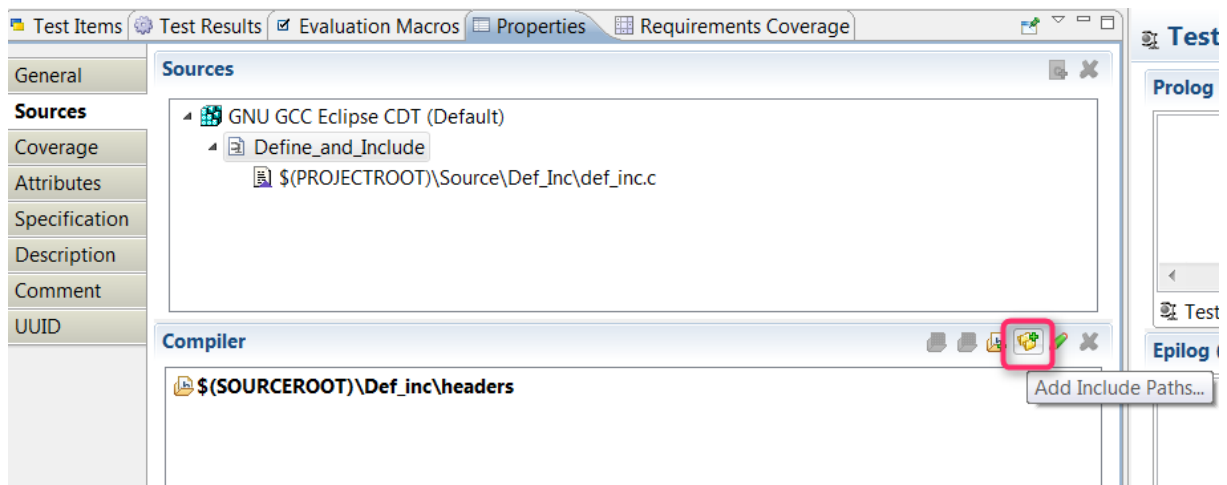 Test Items Test Results Evaluation Macros Properties Requirements Coverage
Test
General
Sources
Coverage
Attributes
Specification
Description
Comment
UUID
Sources
GNU GCC Eclipse CDT (Default)
Define_and_Include
$(PROJECTROOT)\Source\Def_Inc\def_inc.c
Compiler
$(SOURCEROOT)\Def_inc\headers
Add Include Paths...
Prolog
Test
Epilog (